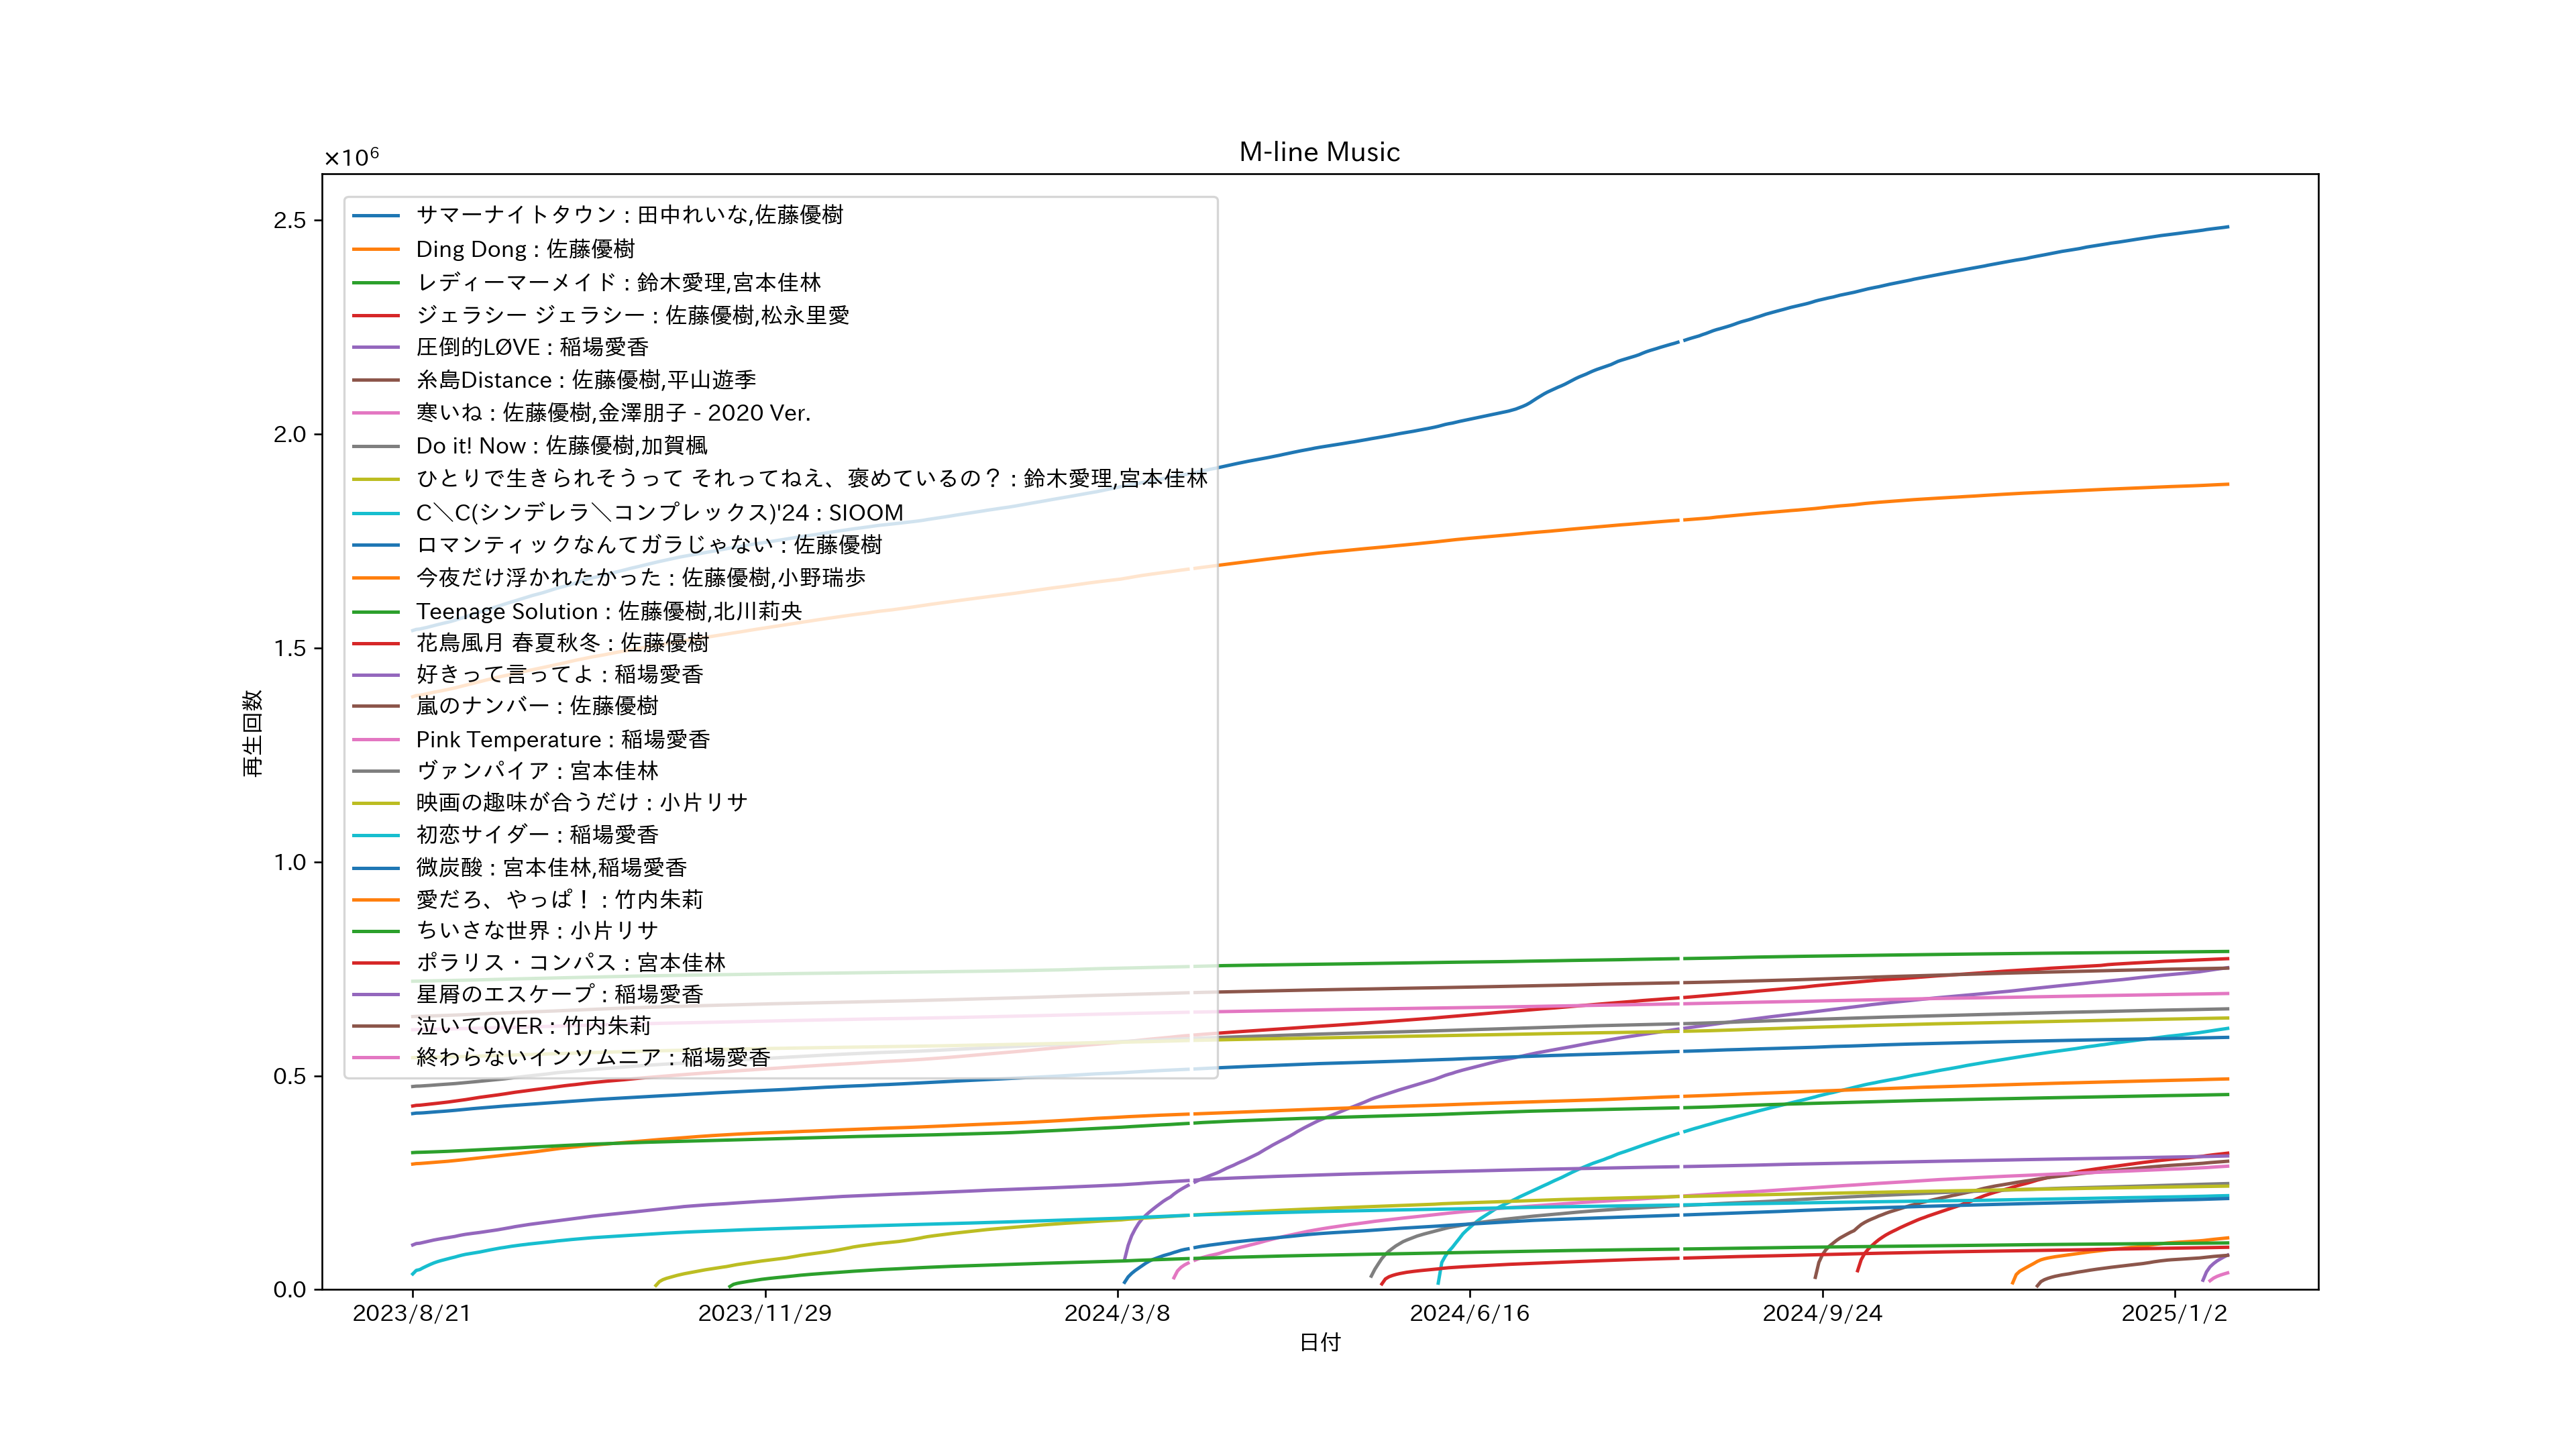 M-line Music
×10⁶
2.5
2.0
1.5
1.0
0.5
0.0
再生回数
サマーナイトタウン : 田中れいな,佐藤優樹
Ding Dong : 佐藤優樹
レディーマーメイド : 鈴木愛理,宮本佳林
ジェラシー ジェラシー : 佐藤優樹,松永里愛
圧倒的LØVE : 稲場愛香
糸島Distance : 佐藤優樹,平山遊季
寒いね : 佐藤優樹,金澤朋子 - 2020 Ver.
Do it! Now : 佐藤優樹,加賀楓
ひとりで生きられそうって それってねえ、褒めているの？ : 鈴木愛理,宮本佳林
C＼C(シンデレラ＼コンプレックス)'24 : SIOOM
ロマンティックなんてガラじゃない : 佐藤優樹
今夜だけ浮かれたかった : 佐藤優樹,小野瑞歩
Teenage Solution : 佐藤優樹,北川莉央
花鳥風月 春夏秋冬 : 佐藤優樹
好きって言ってよ : 稲場愛香
嵐のナンバー : 佐藤優樹
Pink Temperature : 稲場愛香
ヴァンパイア : 宮本佳林
映画の趣味が合うだけ : 小片リサ
初恋サイダー : 稲場愛香
微炭酸 : 宮本佳林,稲場愛香
愛だろ、やっぱ！ : 竹内朱莉
ちいさな世界 : 小片リサ
ポラリス・コンパス : 宮本佳林
星屑のエスケープ : 稲場愛香
泣いてOVER : 竹内朱莉
終わらないインソムニア : 稲場愛香
2023/8/21
2023/11/29
2024/3/8
2024/6/16
2024/9/24
2025/1/2
日付